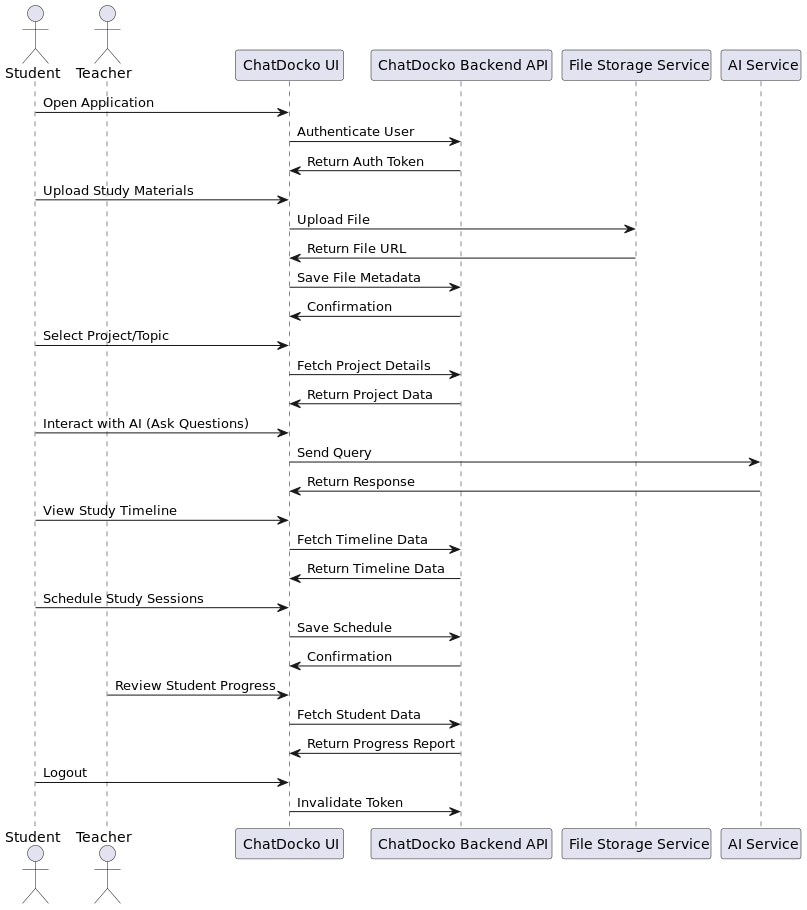 Student
Teacher
ChatDocko UI
ChatDocko Backend API
File Storage Service
AI Service
Open Application
Authenticate User
Return Auth Token
Upload Study Materials
Upload File
Return File URL
Save File Metadata
Confirmation
Select Project/Topic
Fetch Project Details
Return Project Data
Interact with AI (Ask Questions)
Send Query
Return Response
View Study Timeline
Fetch Timeline Data
Return Timeline Data
Schedule Study Sessions
Save Schedule
Confirmation
Review Student Progress
Fetch Student Data
Return Progress Report
Logout
Invalidate Token
Student
Teacher
ChatDocko UI
ChatDocko Backend API
File Storage Service
AI Service